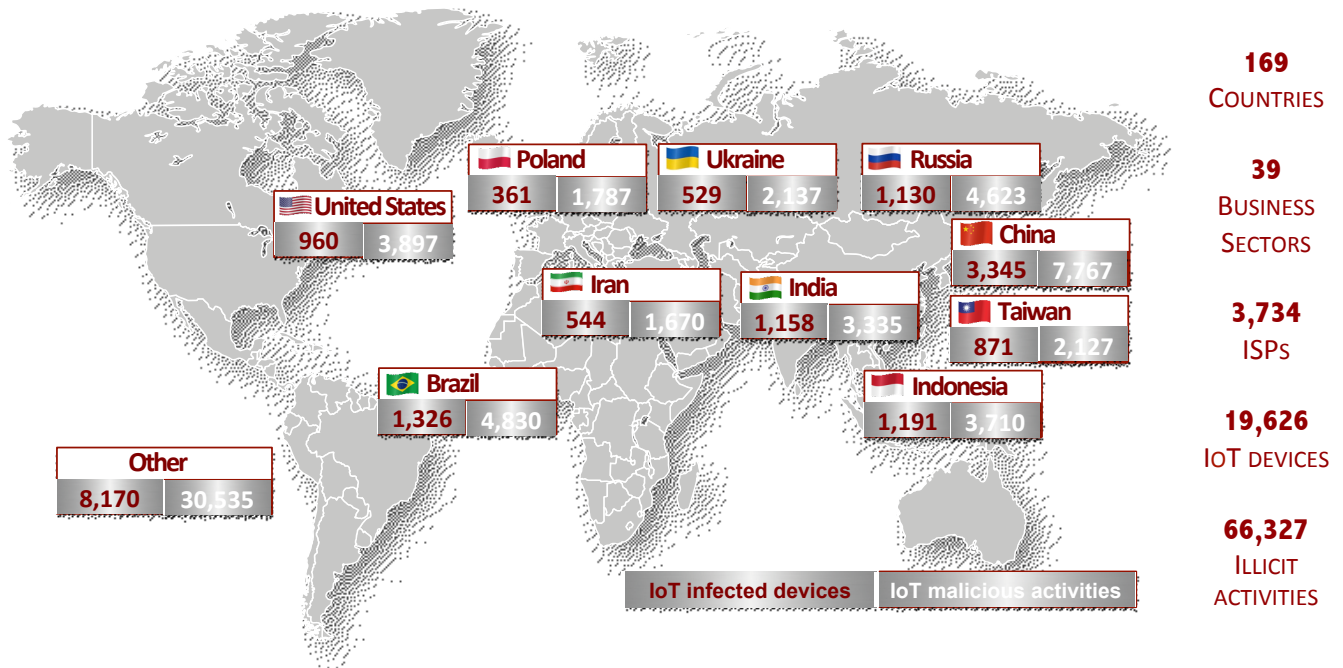 169
COUNTRIES
Poland
361 1,787
Ukraine
529 2,137
Russia
1,130 4,623
39
BUSINESS
SECTORS
United States
960 3,897
China
3,345 7,767
Iran
544 1,670
India
1,158 3,335
Taiwan
871 2,127
3,734
ISPS
Brazil
1,326 4,830
Indonesia
1,191 3,710
19,626
IOT DEVICES
Other
8,170 30,535
66,327
ILLICIT
ACTIVITIES
IoT infected devices IoT malicious activities